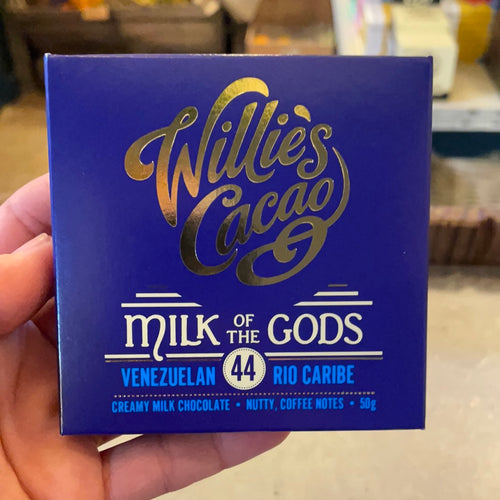 Willie's
Cacao
MILK OF THE GODS
VENEZUELAN 44 RIO CARIBE
CREAMY MILK CHOCOLATE • NUTTY, COFFEE NOTES • 50g